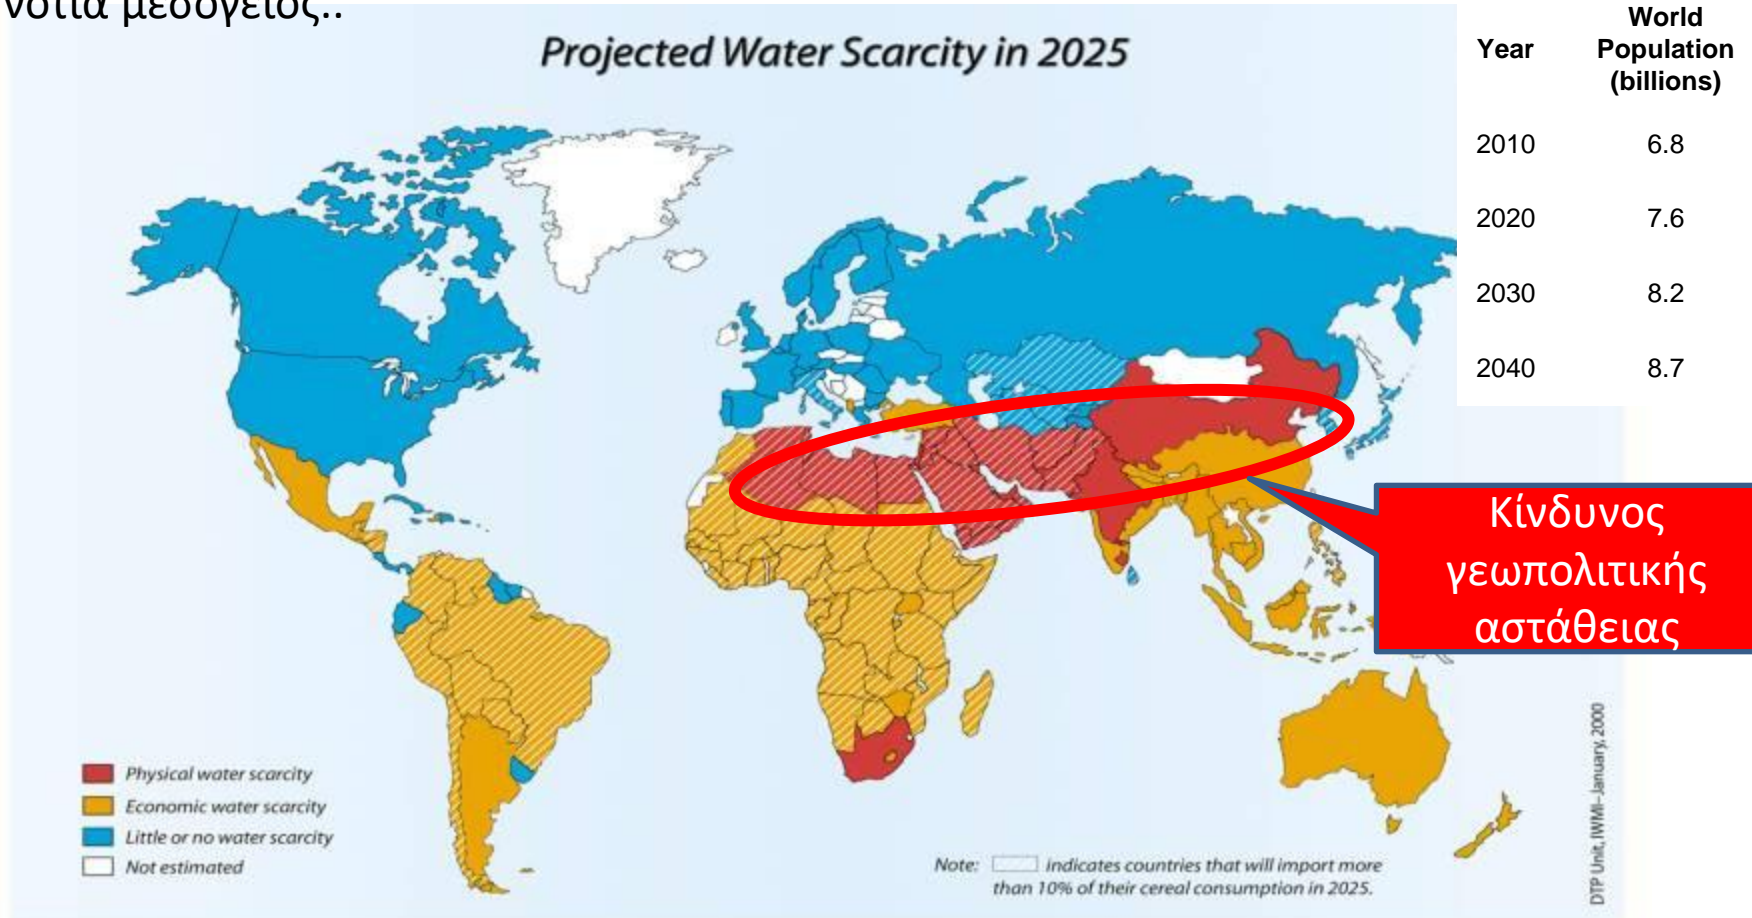 νότια μεσόγειος..
Projected Water Scarcity in 2025
Year
World
Population
(billions)
2010 6.8
2020 7.6
2030 8.2
2040 8.7
Κίνδυνος
γεωπολιτικής
αστάθειας
Physical water scarcity
Economic water scarcity
Little or no water scarcity
Not estimated
Note: indicates countries that will import more
than 10% of their cereal consumption in 2025.
DTP Unit, IWMI–January, 2000